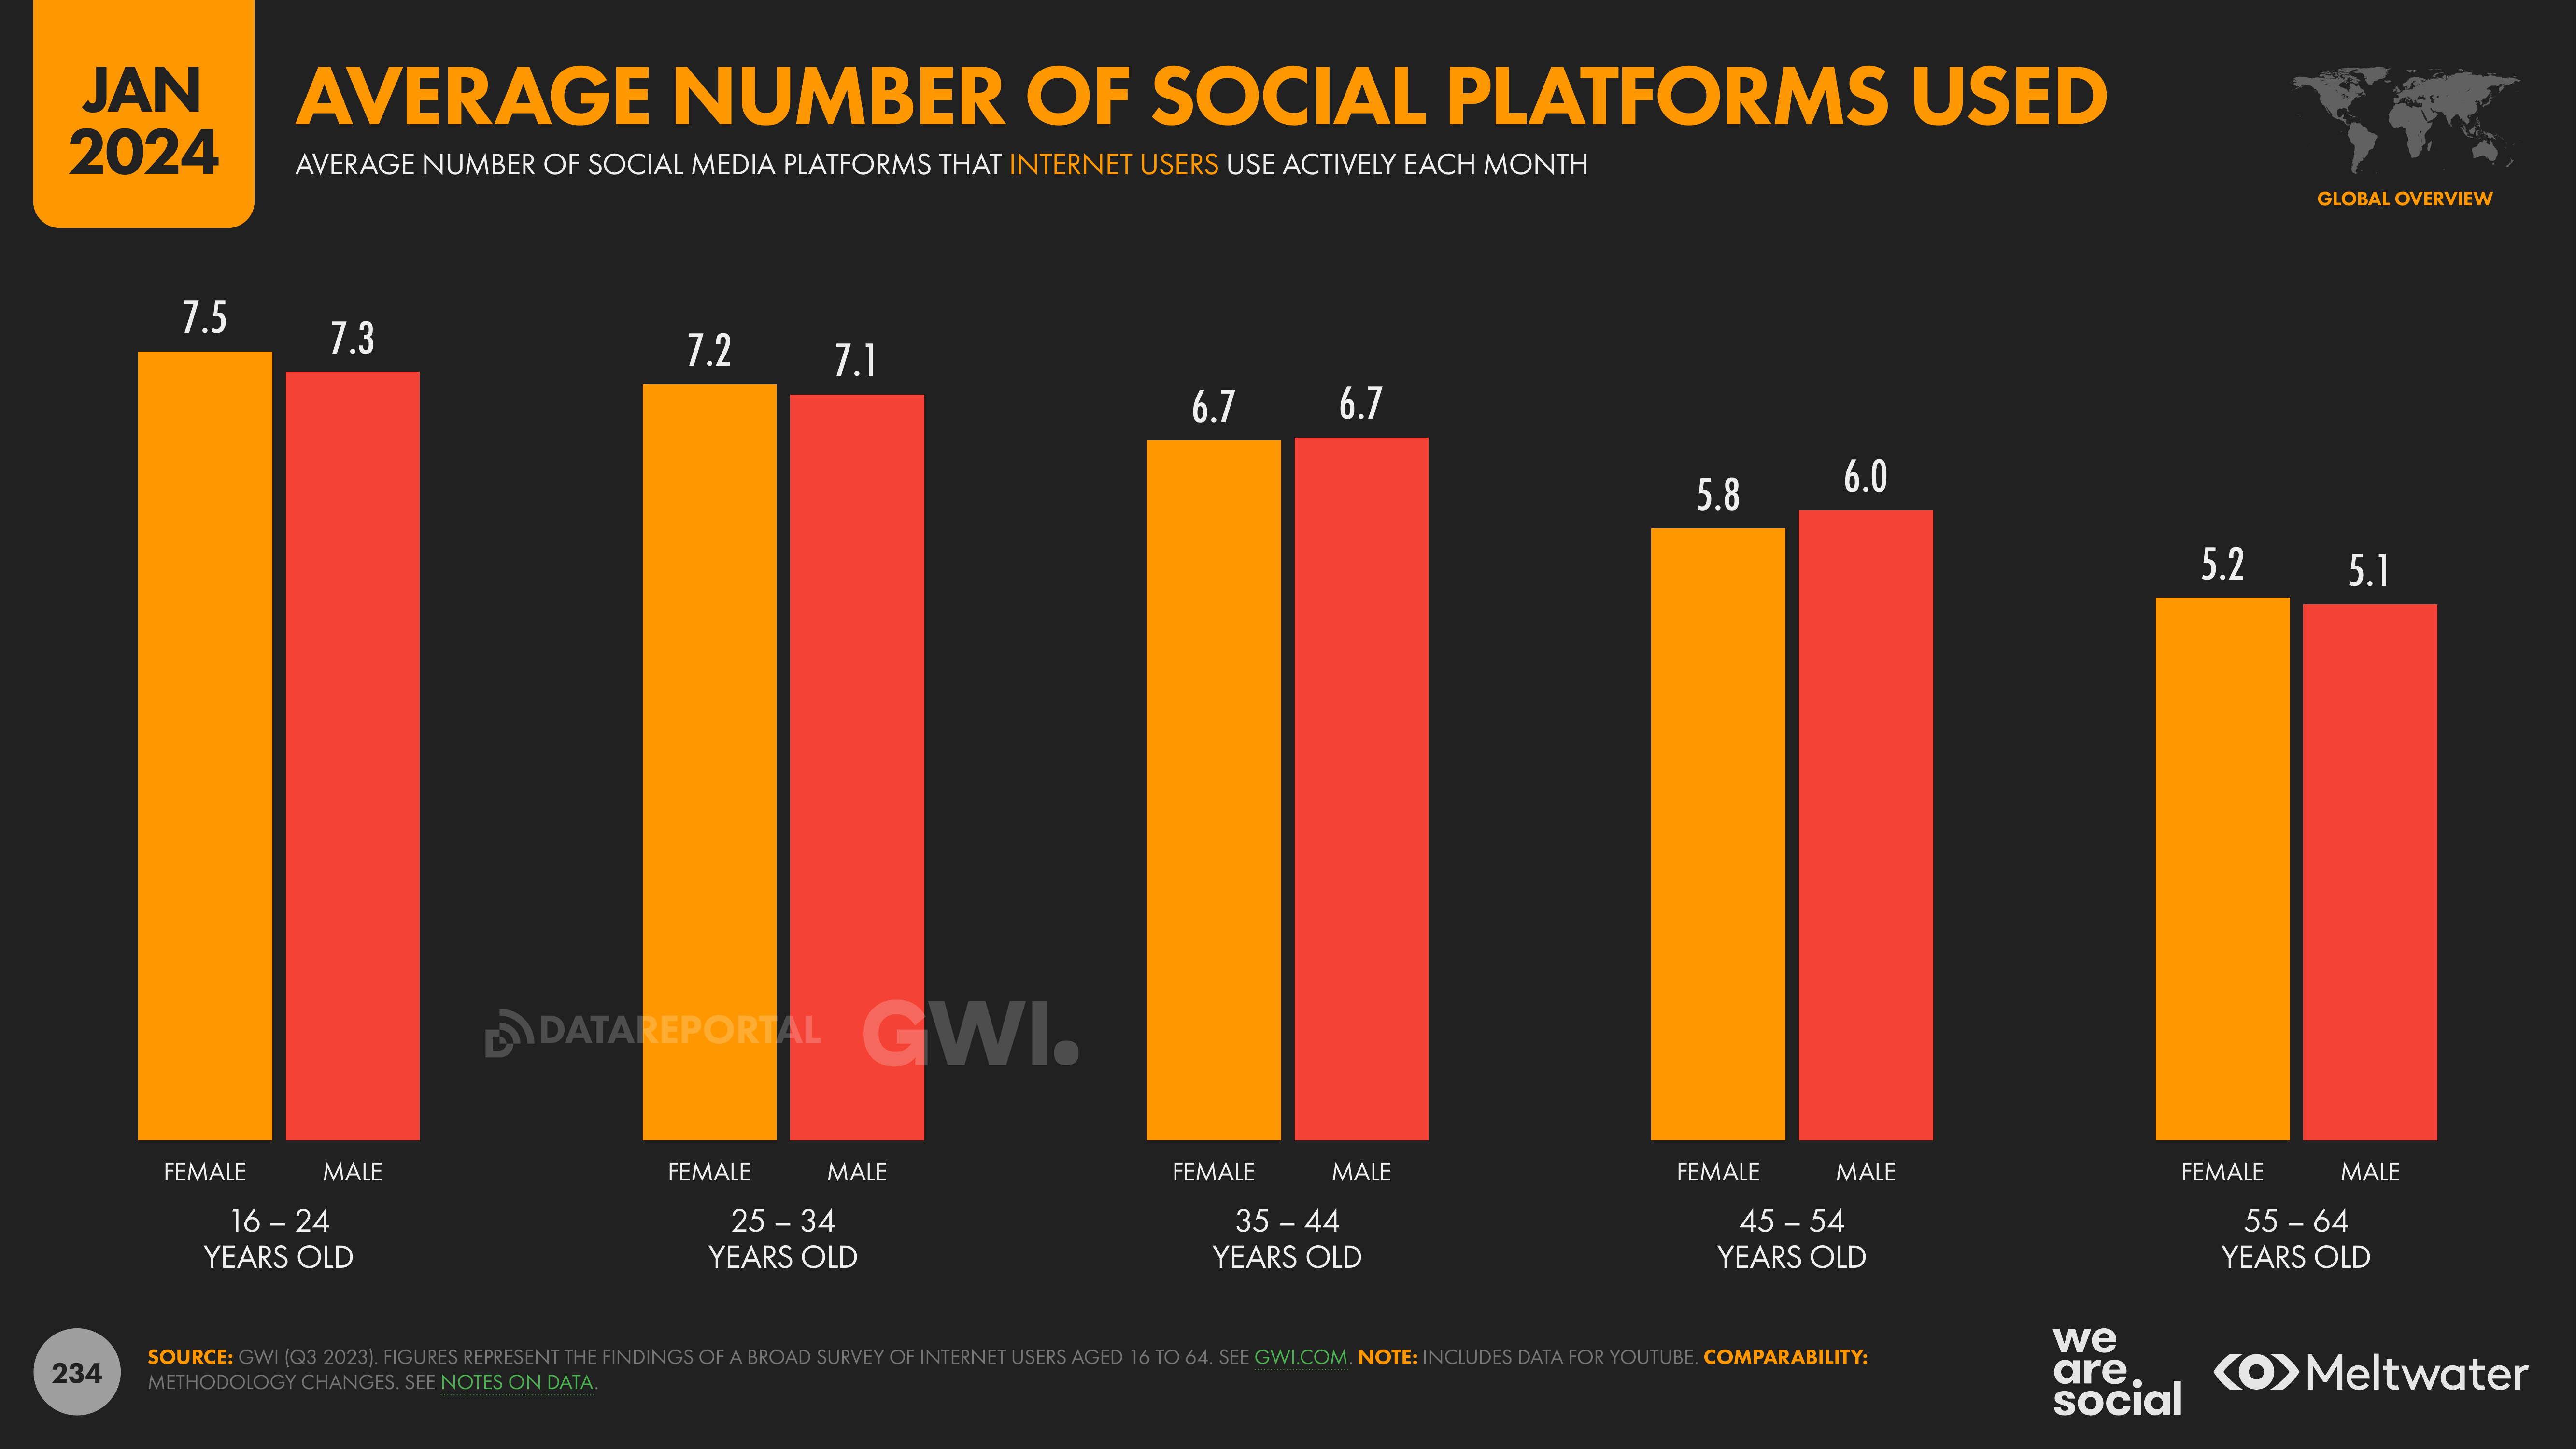 JAN
2024
AVERAGE NUMBER OF SOCIAL PLATFORMS USED
AVERAGE NUMBER OF SOCIAL MEDIA PLATFORMS THAT INTERNET USERS USE ACTIVELY EACH MONTH
GLOBAL OVERVIEW
7.5
7.3
7.2
7.1
6.7
6.7
5.8
6.0
5.2
5.1
DATAREPORTAL
GWI.
FEMALE MALE FEMALE MALE FEMALE MALE FEMALE MALE FEMALE MALE
16 – 24
YEARS OLD
25 – 34
YEARS OLD
35 – 44
YEARS OLD
45 – 54
YEARS OLD
55 – 64
YEARS OLD
234
SOURCE: GWI (Q3 2023). FIGURES REPRESENT THE FINDINGS OF A BROAD SURVEY OF INTERNET USERS AGED 16 TO 64. SEE GWI.COM. NOTE: INCLUDES DATA FOR YOUTUBE. COMPARABILITY:
METHODOLOGY CHANGES. SEE NOTES ON DATA.
we
are
social
Meltwater